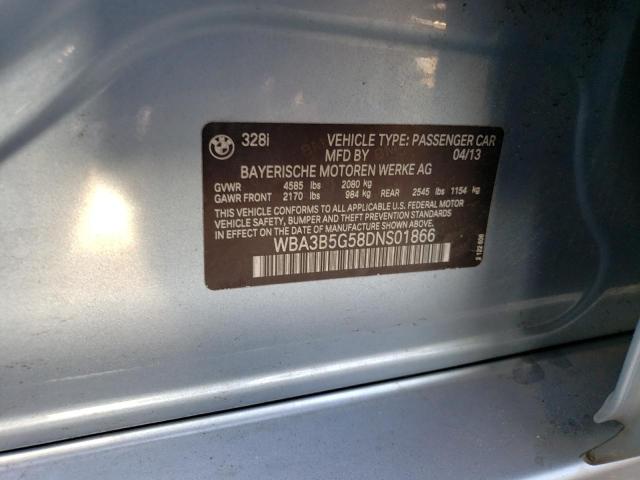 328i VEHICLE TYPE: PASSENGER CAR
MFD BY 04/13
BAYERISCHE MOTOREN WERKE AG
GVWR 4585 lbs 2080 kg
GAWR FRONT 2170 lbs 984 kg REAR 2545 lbs 1154 kg
THIS VEHICLE CONFORMS TO ALL APPLICABLE U.S. FEDERAL MOTOR
VEHICLE SAFETY, BUMPER AND THEFT PREVENTION STANDARDS
IN EFFECT ON THE DATE OF MANUFACTURE SHOWN ABOVE.
WBA3B5G58DNS01866